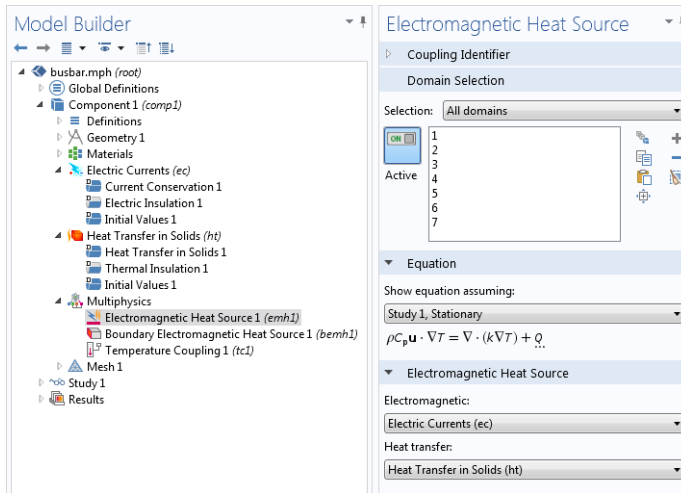 Model Builder
busbar.mph (root)
Global Definitions
Component 1 (comp1)
Definitions
Geometry 1
Materials
Electric Currents (ec)
Current Conservation 1
Electric Insulation 1
Initial Values 1
Heat Transfer in Solids (ht)
Heat Transfer in Solids 1
Thermal Insulation 1
Initial Values 1
Multiphysics
Electromagnetic Heat Source 1 (emh1)
Boundary Electromagnetic Heat Source 1 (bemh1)
Temperature Coupling 1 (tc1)
Mesh 1
Study 1
Results
Electromagnetic Heat Source
Coupling Identifier
Domain Selection
Selection: All domains
ON
Active
1
2
3
4
5
6
7
Equation
Show equation assuming:
Study 1, Stationary
ρCpu · ∇T = ∇ · (k∇T) + Q
Electromagnetic Heat Source
Electromagnetic:
Electric Currents (ec)
Heat transfer:
Heat Transfer in Solids (ht)